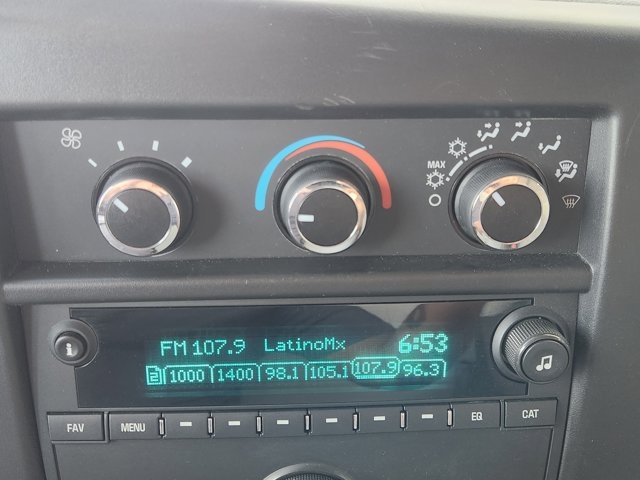 MAX
FM 107.9 LatinoMx 6:53
2 1000 1400 98.1 105.1 107.9 96.3
i
FAV MENU EQ CAT